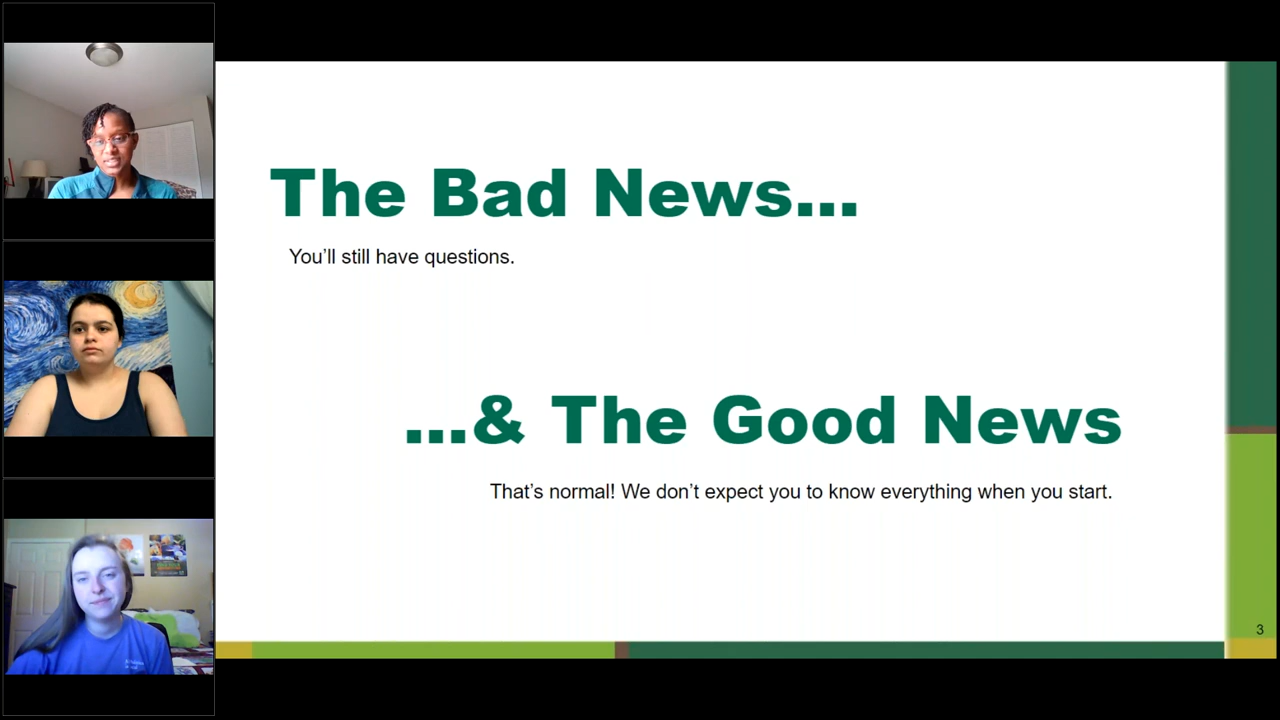 The Bad News...
You'll still have questions.
...& The Good News
That's normal! We don't expect you to know everything when you start.
3